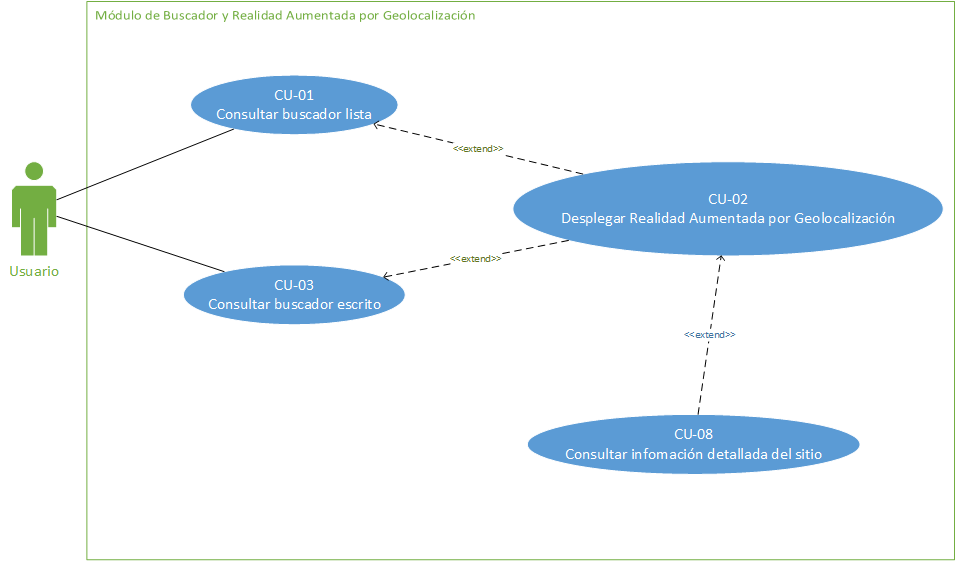 Módulo de Buscador y Realidad Aumentada por Geolocalización
CU-01
Consultar buscador lista
<<extend>>
CU-02
Desplegar Realidad Aumentada por Geolocalización
Usuario
<<extend>>
CU-03
Consultar buscador escrito
<<extend>>
CU-08
Consultar infomación detallada del sitio